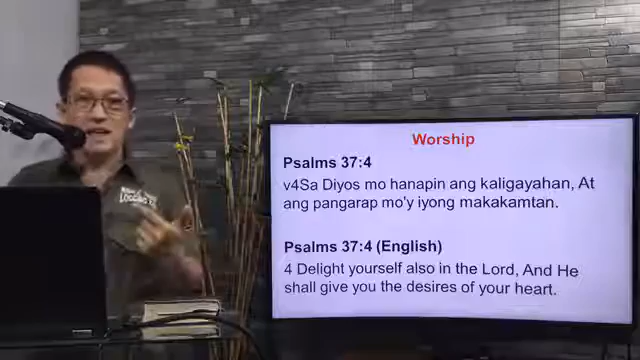 Worship
Psalms 37:4
v4Sa Diyos mo hanapin ang kaligayahan, At
ang pangarap mo'y iyong makakamtan.
Psalms 37:4 (English)
4 Delight yourself also in the Lord, And He
shall give you the desires of your heart.